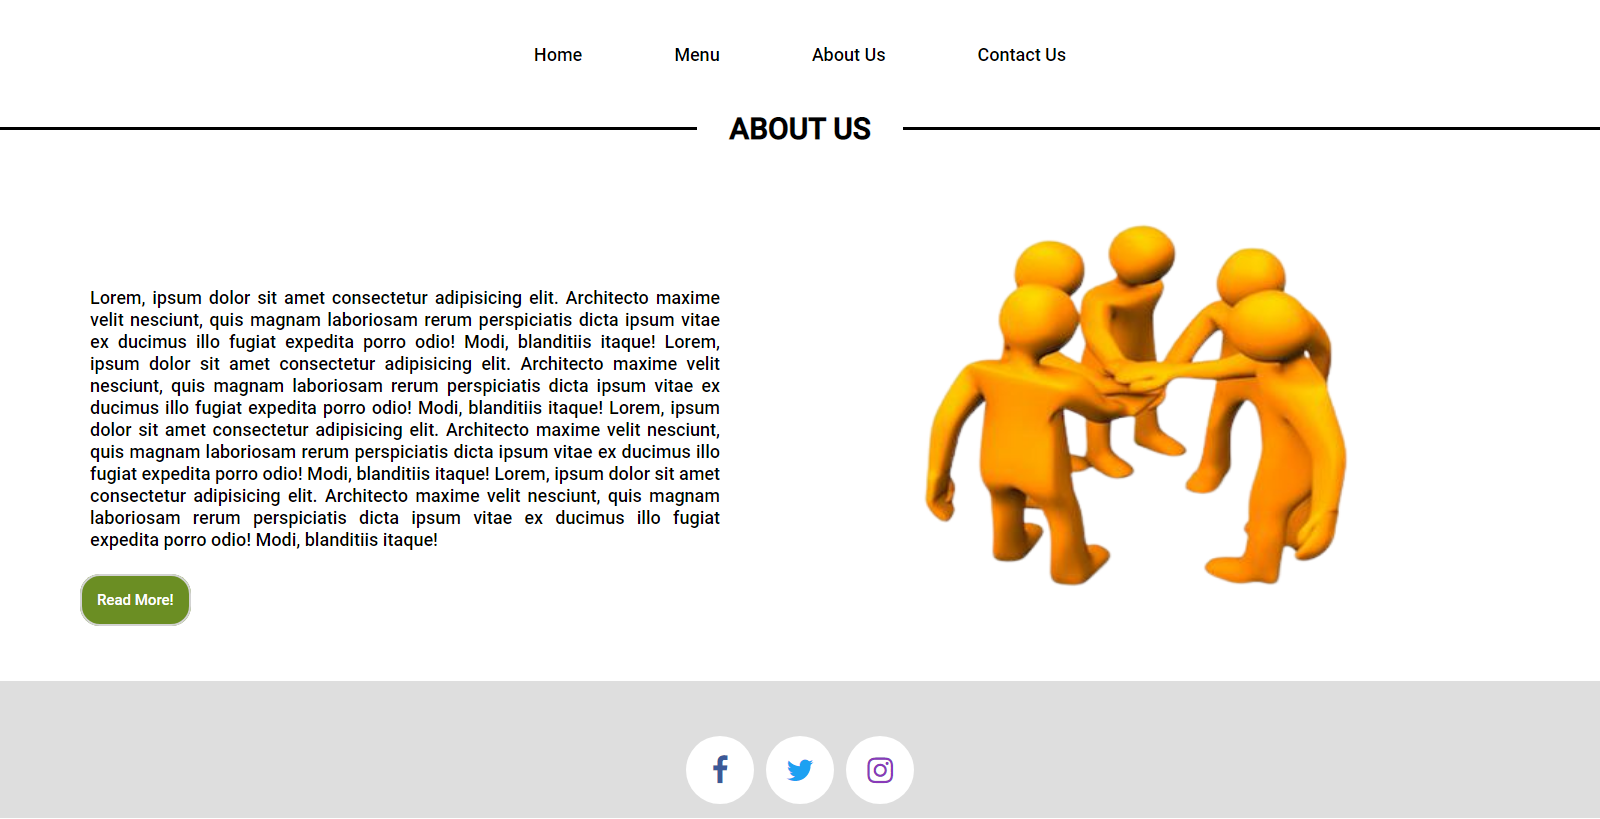 Home Menu About Us Contact Us
ABOUT US
Lorem, ipsum dolor sit amet consectetur adipisicing elit. Architecto maxime
velit nesciunt, quis magnam laboriosam rerum perspiciatis dicta ipsum vitae
ex ducimus illo fugiat expedita porro odio! Modi, blanditiis itaque! Lorem,
ipsum dolor sit amet consectetur adipisicing elit. Architecto maxime velit
nesciunt, quis magnam laboriosam rerum perspiciatis dicta ipsum vitae ex
ducimus illo fugiat expedita porro odio! Modi, blanditiis itaque! Lorem, ipsum
dolor sit amet consectetur adipisicing elit. Architecto maxime velit nesciunt,
quis magnam laboriosam rerum perspiciatis dicta ipsum vitae ex ducimus illo
fugiat expedita porro odio! Modi, blanditiis itaque! Lorem, ipsum dolor sit amet
consectetur adipisicing elit. Architecto maxime velit nesciunt, quis magnam
laboriosam rerum perspiciatis dicta ipsum vitae ex ducimus illo fugiat
expedita porro odio! Modi, blanditiis itaque!
Read More!